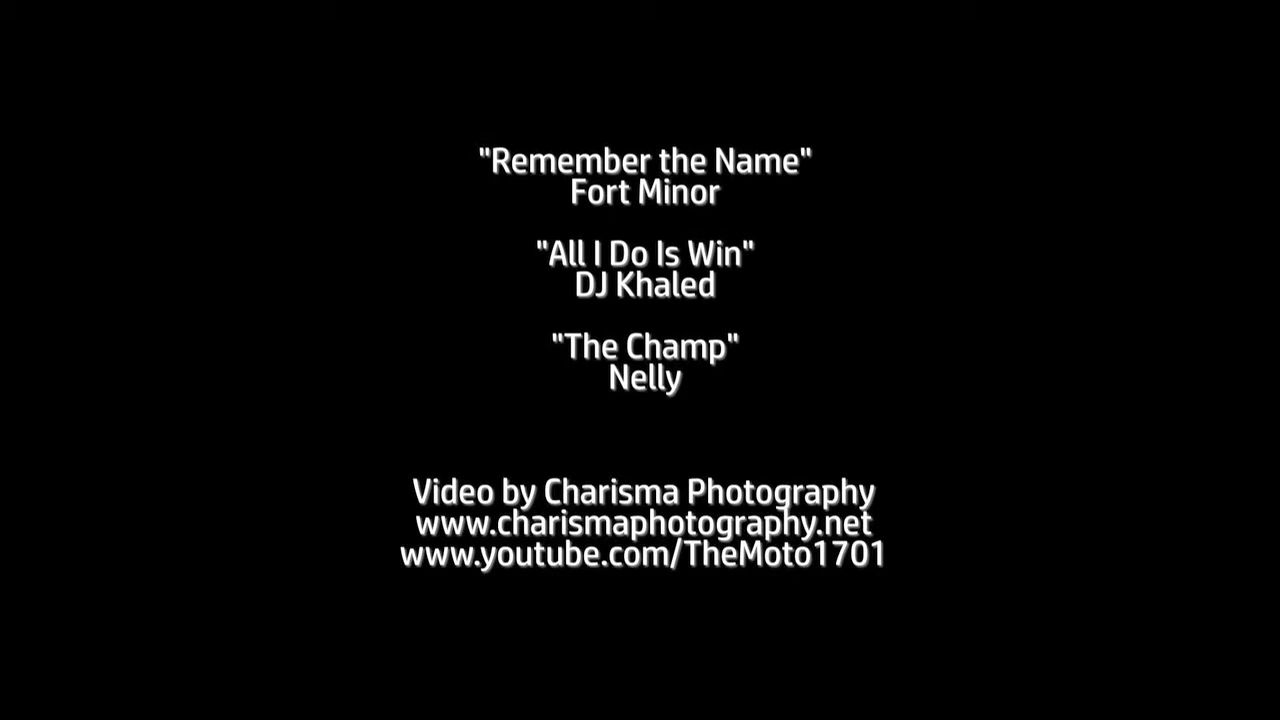 "Remember the Name"
Fort Minor
"All I Do Is Win"
DJ Khaled
"The Champ"
Nelly
Video by Charisma Photography
www.charismaphotography.net
www.youtube.com/TheMoto1701